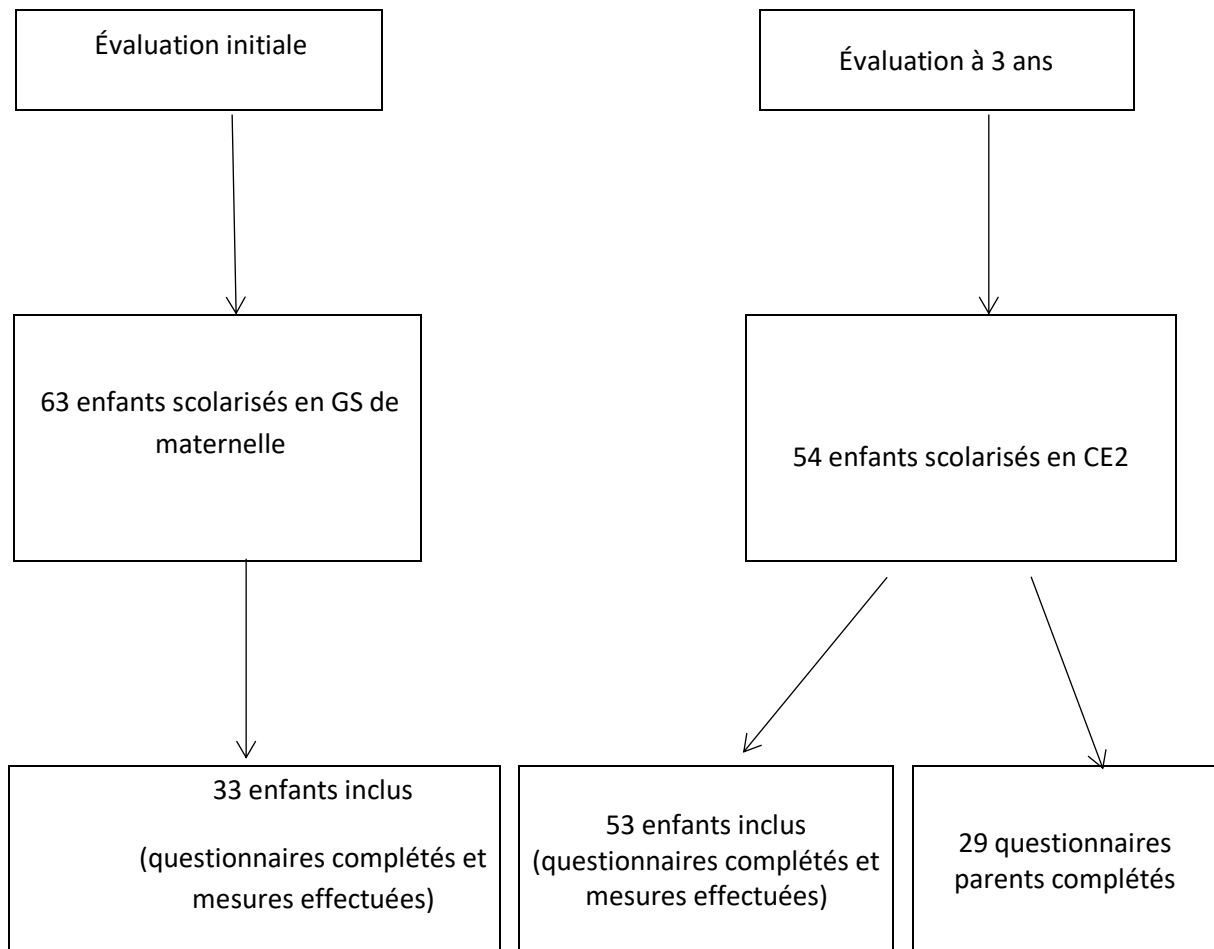 Évaluation initiale
Évaluation à 3 ans
63 enfants scolarisés en GS de
maternelle
54 enfants scolarisés en CE2
33 enfants inclus
(questionnaires complétés et
mesures effectuées)
53 enfants inclus
(questionnaires complétés et
mesures effectuées)
29 questionnaires
parents complétés